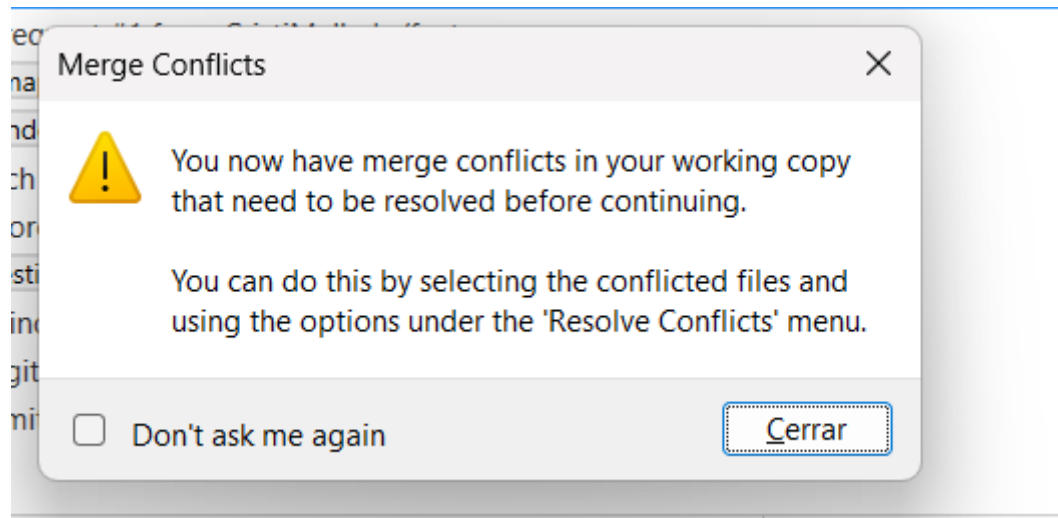 Merge Conflicts
You now have merge conflicts in your working copy
that need to be resolved before continuing.
You can do this by selecting the conflicted files and
using the options under the 'Resolve Conflicts' menu.
Don't ask me again
Cerrar